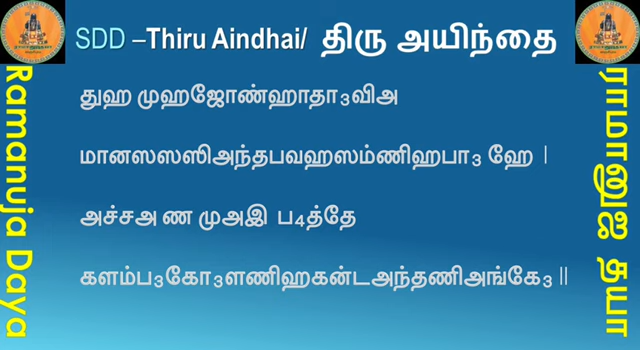 SDD –Thiru Aindhai/ திரு அயிந்தை
துஹ முஹஜோண்ஹாதா₃விஅ
மானஸஸஸிஅந்தபவஹஸம்ணிஹபா₃ ஹே |
அச்சஅ ண முஅஇ ப₄த்தே
களம்ப₃கோ₃ளணிஹகன்டஅந்தணிஅங்கே₃ ||
Ramanuja Daya
ராமானுஜ தயா